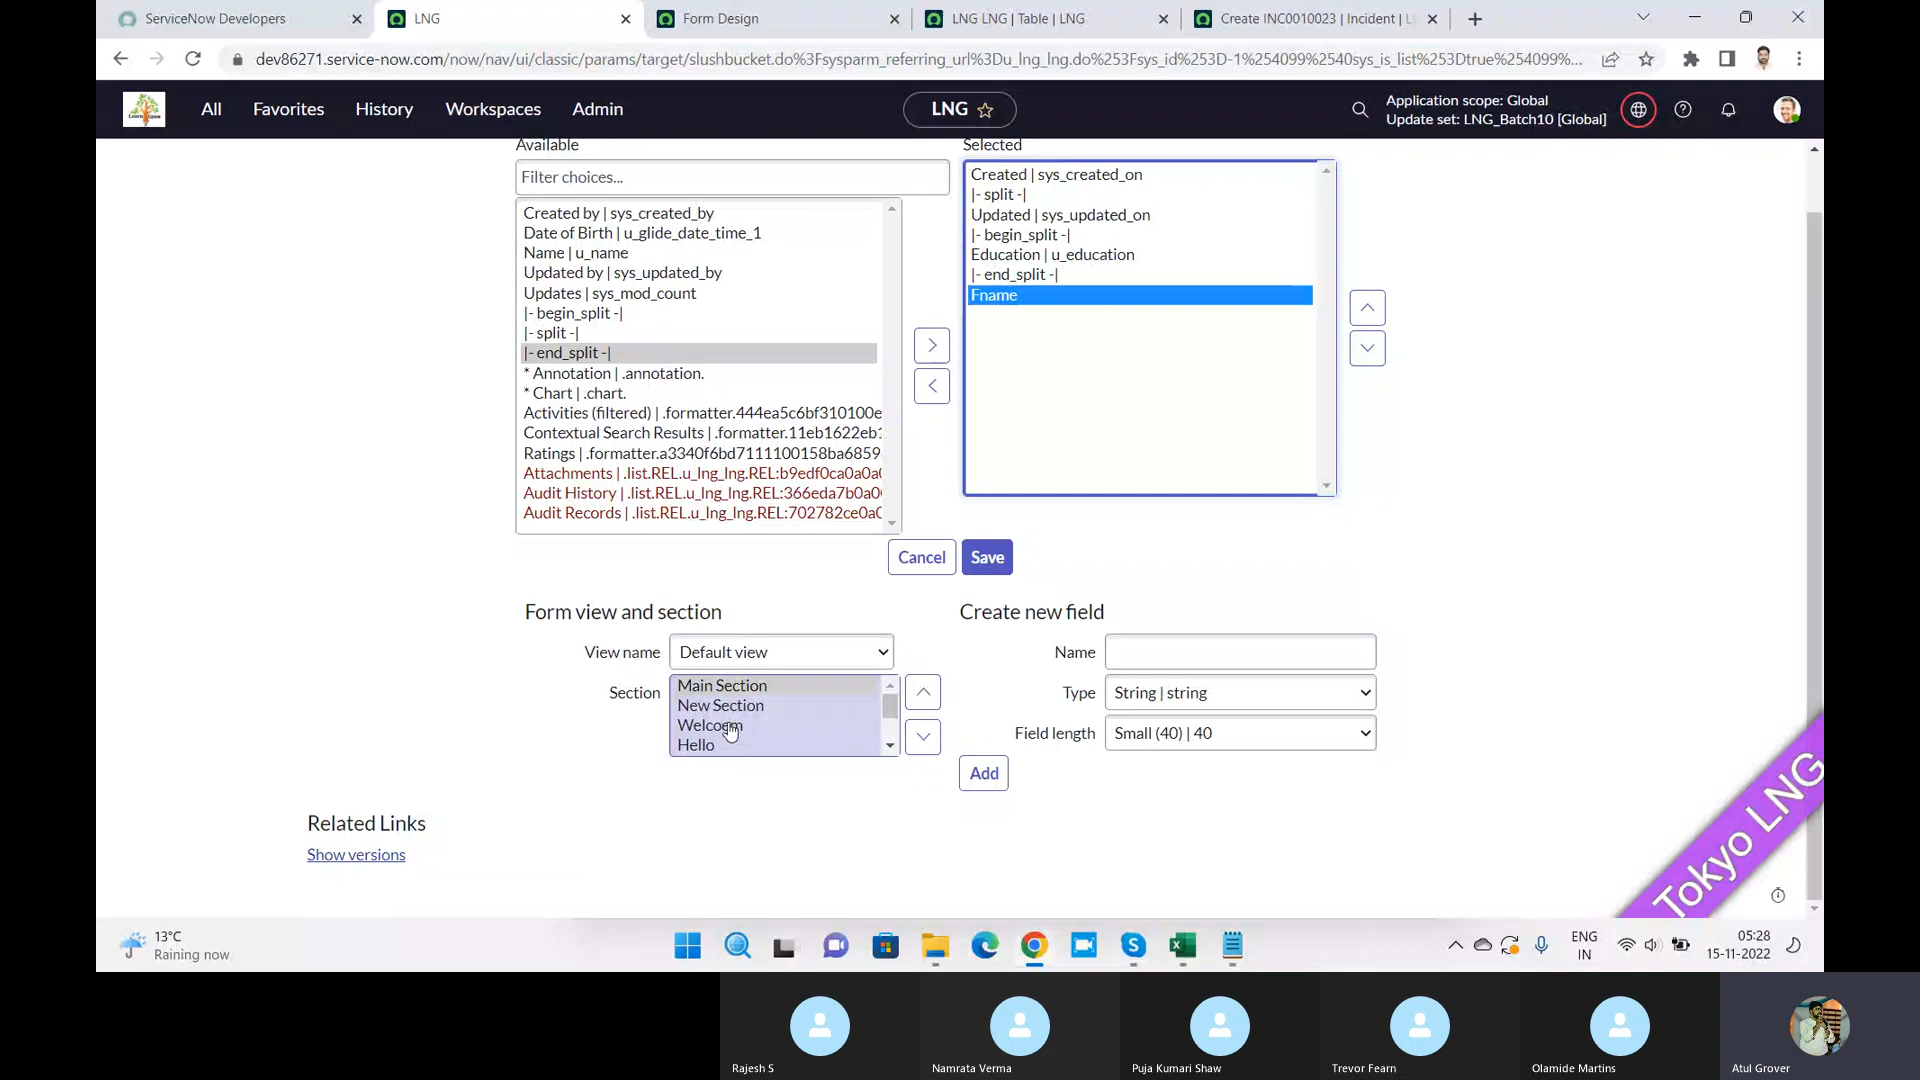 ServiceNow Developers
LNG
Form Design
LNG LNG | Table | LNG
Create INC0010023 | Incident | L
dev86271.service-now.com/now/nav/ui/classic/params/target/slushbucket.do%3Fsysparm_referring_url%3Du_lng_lng.do%253Fsys_id%253D-1%254099%2540sys_is_list%253Dtrue%254099%...
All
Favorites
History
Workspaces
Admin
LNG
Application scope: Global
Update set: LNG_Batch10 [Global]
Available
Selected
Filter choices...
Created by | sys_created_by
Date of Birth | u_glide_date_time_1
Name | u_name
Updated by | sys_updated_by
Updates | sys_mod_count
|- begin_split -|
|- split -|
|- end_split -|
* Annotation | .annotation.
* Chart | .chart.
Activities (filtered) | .formatter.444ea5c6bf310100e
Contextual Search Results | .formatter.11eb1622eb1
Ratings | .formatter.a3340f6bd7111100158ba6859
Attachments | .list.REL.u_lng_lng.REL:b9edf0ca0a0a0
Audit History | .list.REL.u_lng_lng.REL:366eda7b0a0
Audit Records | .list.REL.u_lng_lng.REL:702782ce0a0
Created | sys_created_on
|- split -|
Updated | sys_updated_on
|- begin_split -|
Education | u_education
|- end_split -|
Fname
Cancel
Save
Form view and section
View name
Default view
Section
Main Section
New Section
Welcoem
Hello
Create new field
Name
Type
String | string
Field length
Small (40) | 40
Add
Related Links
Show versions
Tokyo LNG
13°C
Raining now
ENG
IN
05:28
15-11-2022
Rajesh S
Namrata Verma
Puja Kumari Shaw
Trevor Fearn
Olamide Martins
Atul Grover